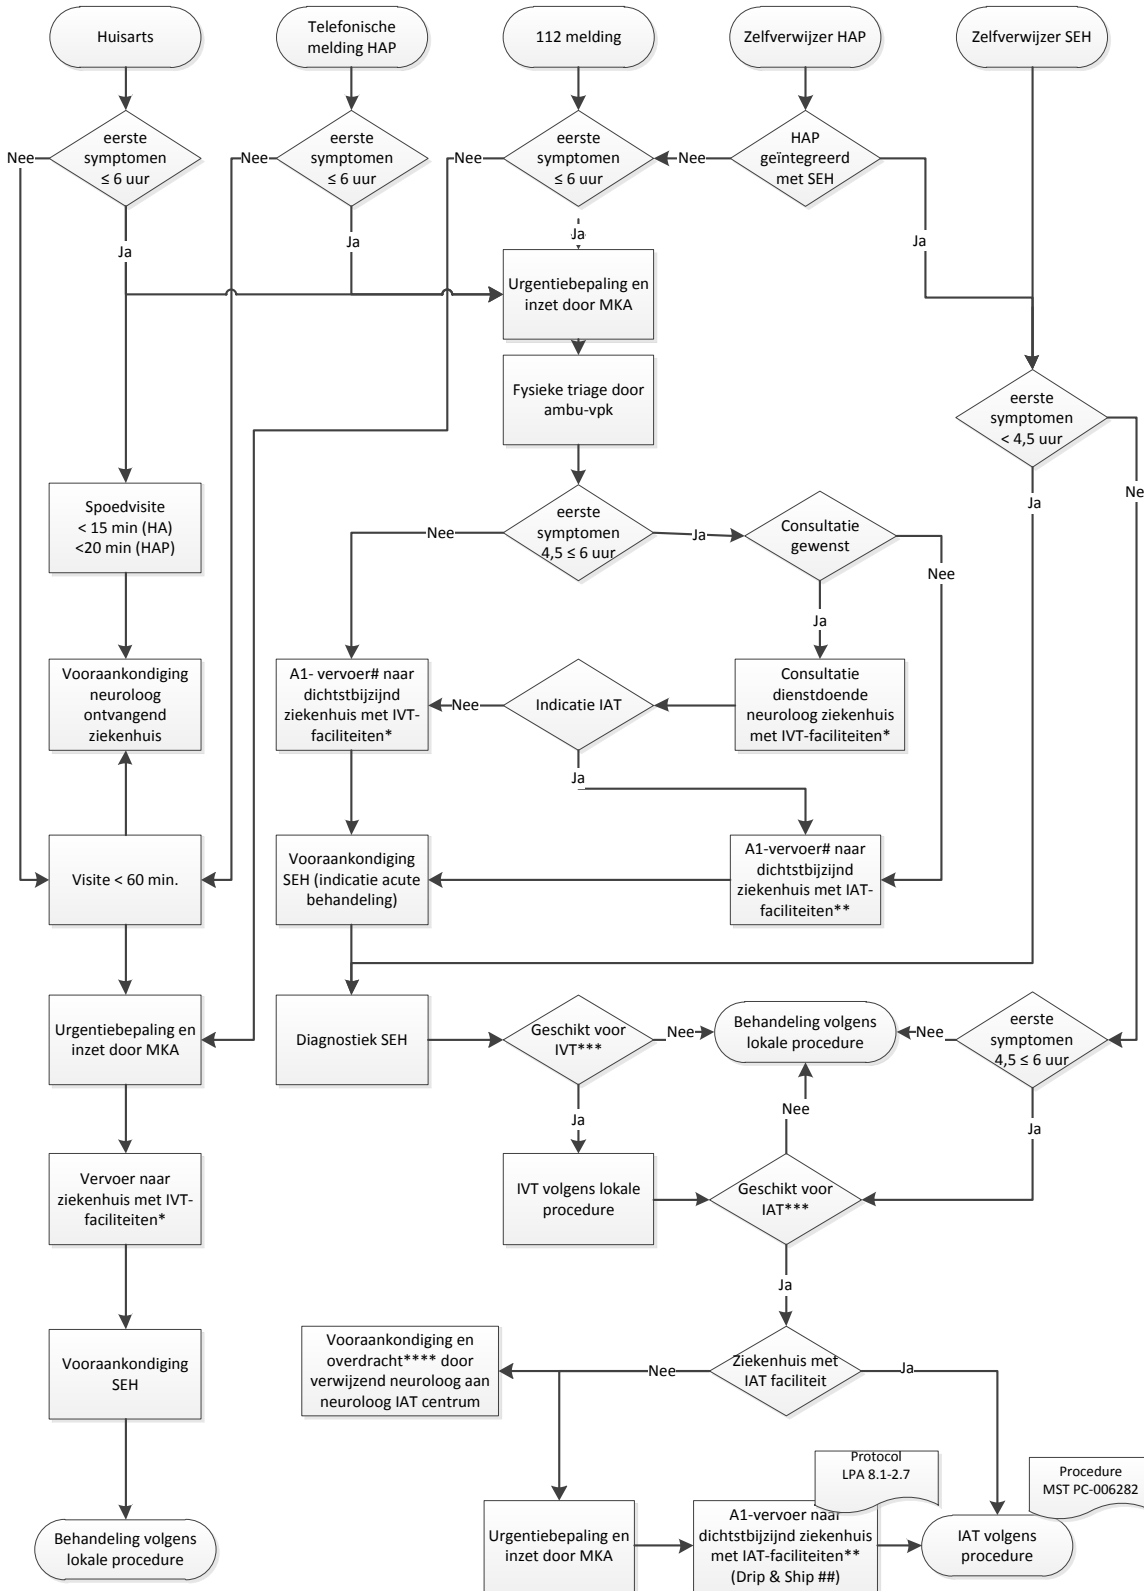 Huisarts
Telefonische
melding HAP
112 melding
Zelfverwijzer HAP
Zelfverwijzer SEH
Nee
eerste
symptomen
≤ 6 uur
Nee
eerste
symptomen
≤ 6 uur
Nee
eerste
symptomen
≤ 6 uur
Nee
HAP
geïntegreerd
met SEH
Ja
Ja
Ja
Ja
Urgentiebepaling en
inzet door MKA
Fysieke triage door
ambu-vpk
eerste
symptomen
< 4,5 uur
Nee
Ja
Spoedvisite
< 15 min (HA)
<20 min (HAP)
Nee
eerste
symptomen
4,5 ≤ 6 uur
Ja
Consultatie
gewenst
Nee
Ja
Vooraankondiging
neuroloog
ontvangend
ziekenhuis
A1- vervoer# naar
dichtstbijzijnd
ziekenhuis met IVT-
faciliteiten*
Nee
Indicatie IAT
Consultatie
dienstdoende
neuroloog ziekenhuis
met IVT-faciliteiten*
Ja
Visite < 60 min.
Vooraankondiging
SEH (indicatie acute
behandeling)
A1-vervoer# naar
dichtstbijzijnd
ziekenhuis met IAT-
faciliteiten**
Urgentiebepaling en
inzet door MKA
Diagnostiek SEH
Geschikt voor
IVT***
Nee
Behandeling volgens
lokale procedure
Nee
eerste
symptomen
4,5 ≤ 6 uur
Ja
Nee
Ja
Vervoer naar
ziekenhuis met IVT-
faciliteiten*
IVT volgens lokale
procedure
Geschikt voor
IAT***
Ja
Vooraankondiging
SEH
Vooraankondiging en
overdracht**** door
verwijzend neuroloog aan
neuroloog IAT centrum
Nee
Ziekenhuis met
IAT faciliteit
Ja
Protocol
LPA 8.1-2.7
Procedure
MST PC-006282
Behandeling volgens
lokale procedure
Urgentiebepaling en
inzet door MKA
A1-vervoer naar
dichtstbijzijnd ziekenhuis
met IAT-faciliteiten**
(Drip & Ship ##)
IAT volgens
procedure